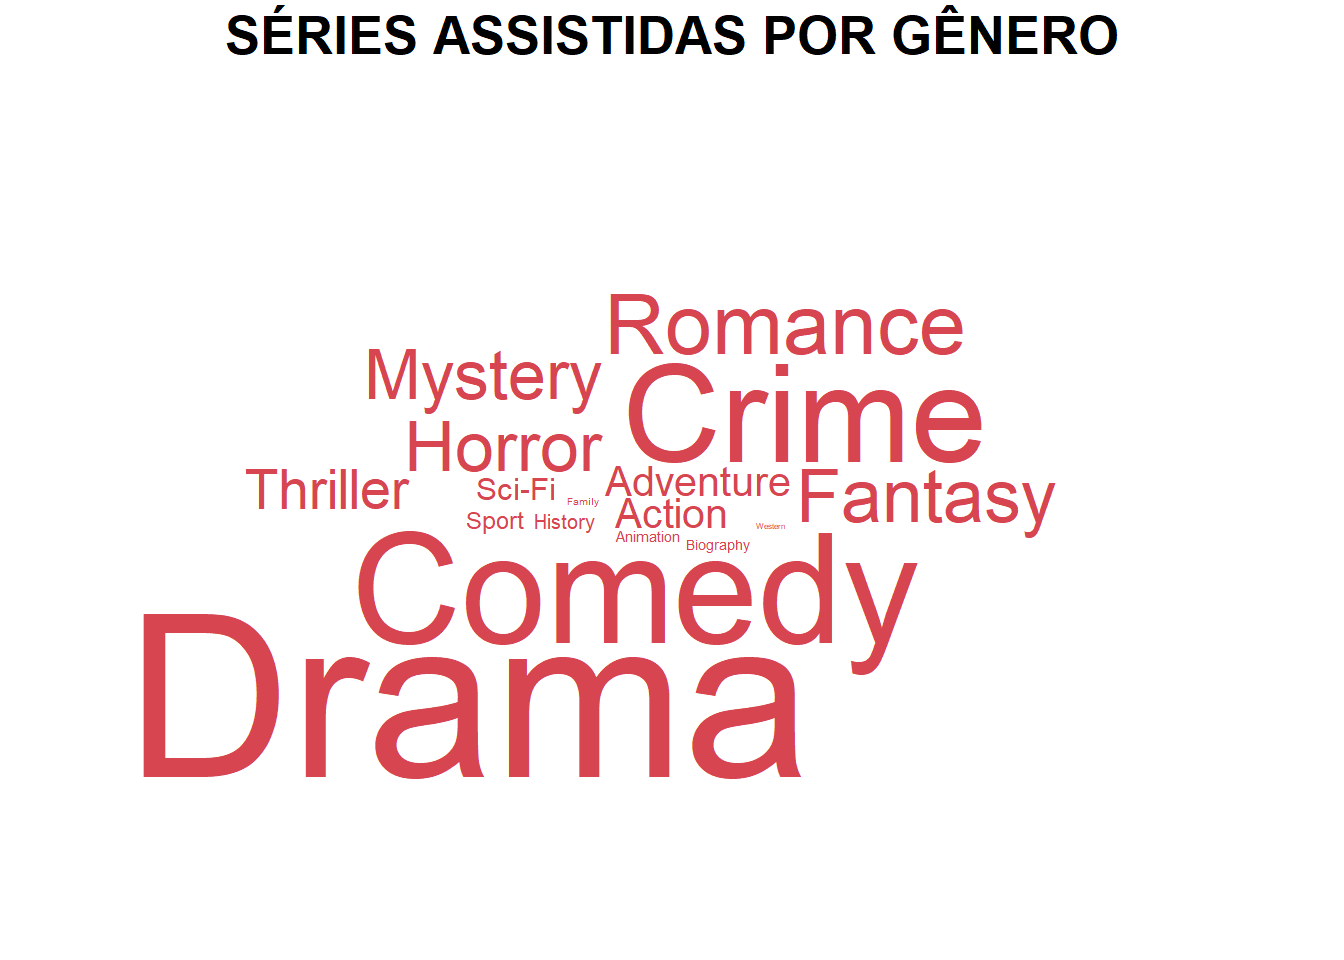 SÉRIES ASSISTIDAS POR GÊNERO
Romance
Mystery
Crime
Horror
Thriller
Sci-Fi
Family
Adventure
Fantasy
Sport
History
Action
Western
Animation
Biography
Comedy
Drama